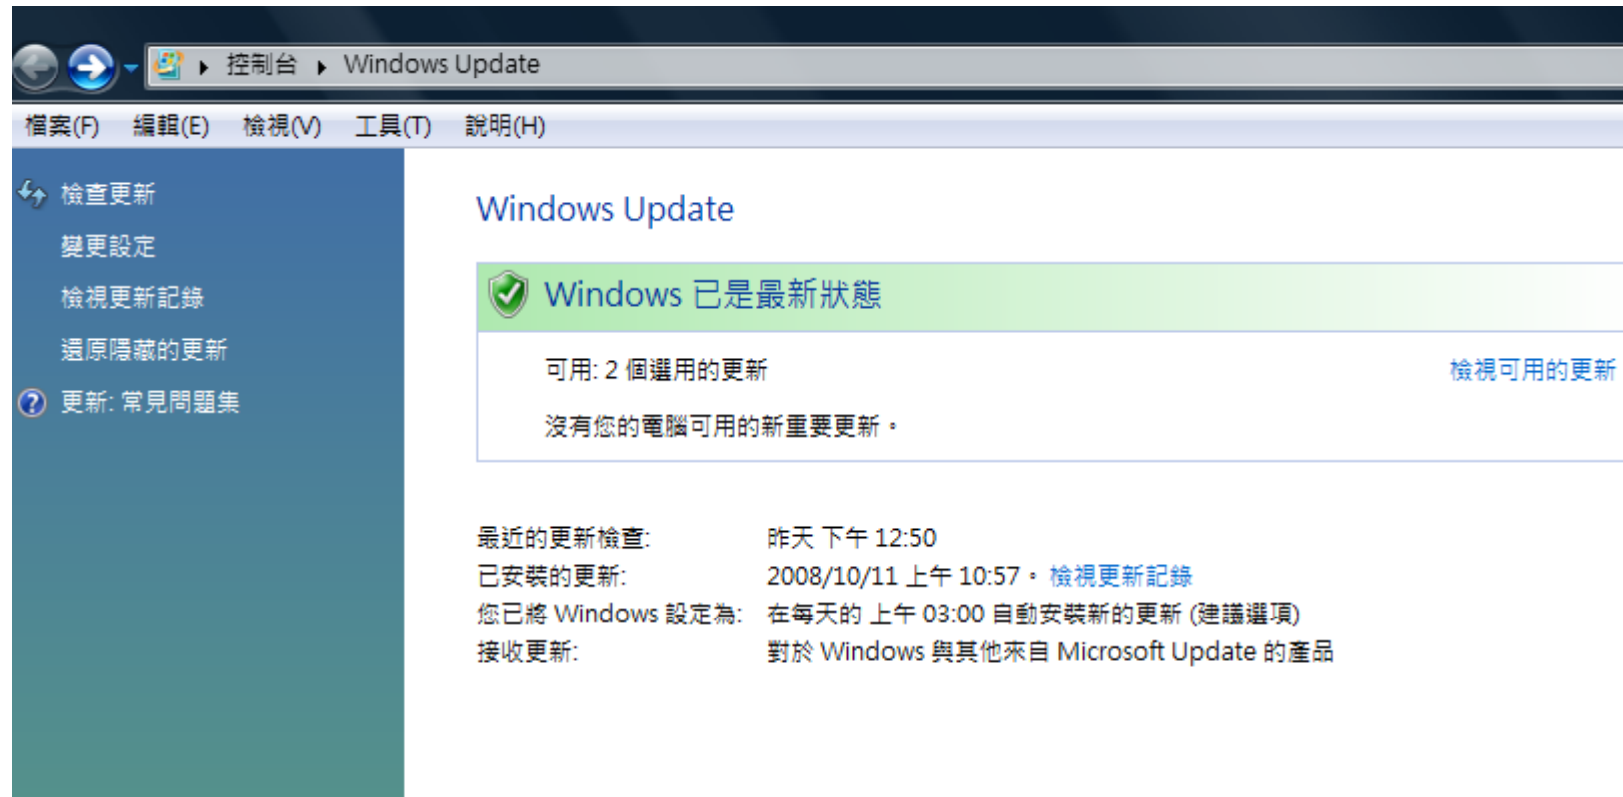 控制台 Windows Update
檔案(F) 編輯(E) 檢視(V) 工具(T) 說明(H)
檢查更新
變更設定
檢視更新記錄
還原隱藏的更新
更新: 常見問題集
Windows Update
Windows 已是最新狀態
可用: 2 個選用的更新 檢視可用的更新
沒有您的電腦可用的新重要更新。
最近的更新檢查: 昨天 下午 12:50
已安裝的更新: 2008/10/11 上午 10:57。檢視更新記錄
您已將 Windows 設定為: 在每天的 上午 03:00 自動安裝新的更新 (建議選項)
接收更新: 對於 Windows 與其他來自 Microsoft Update 的產品